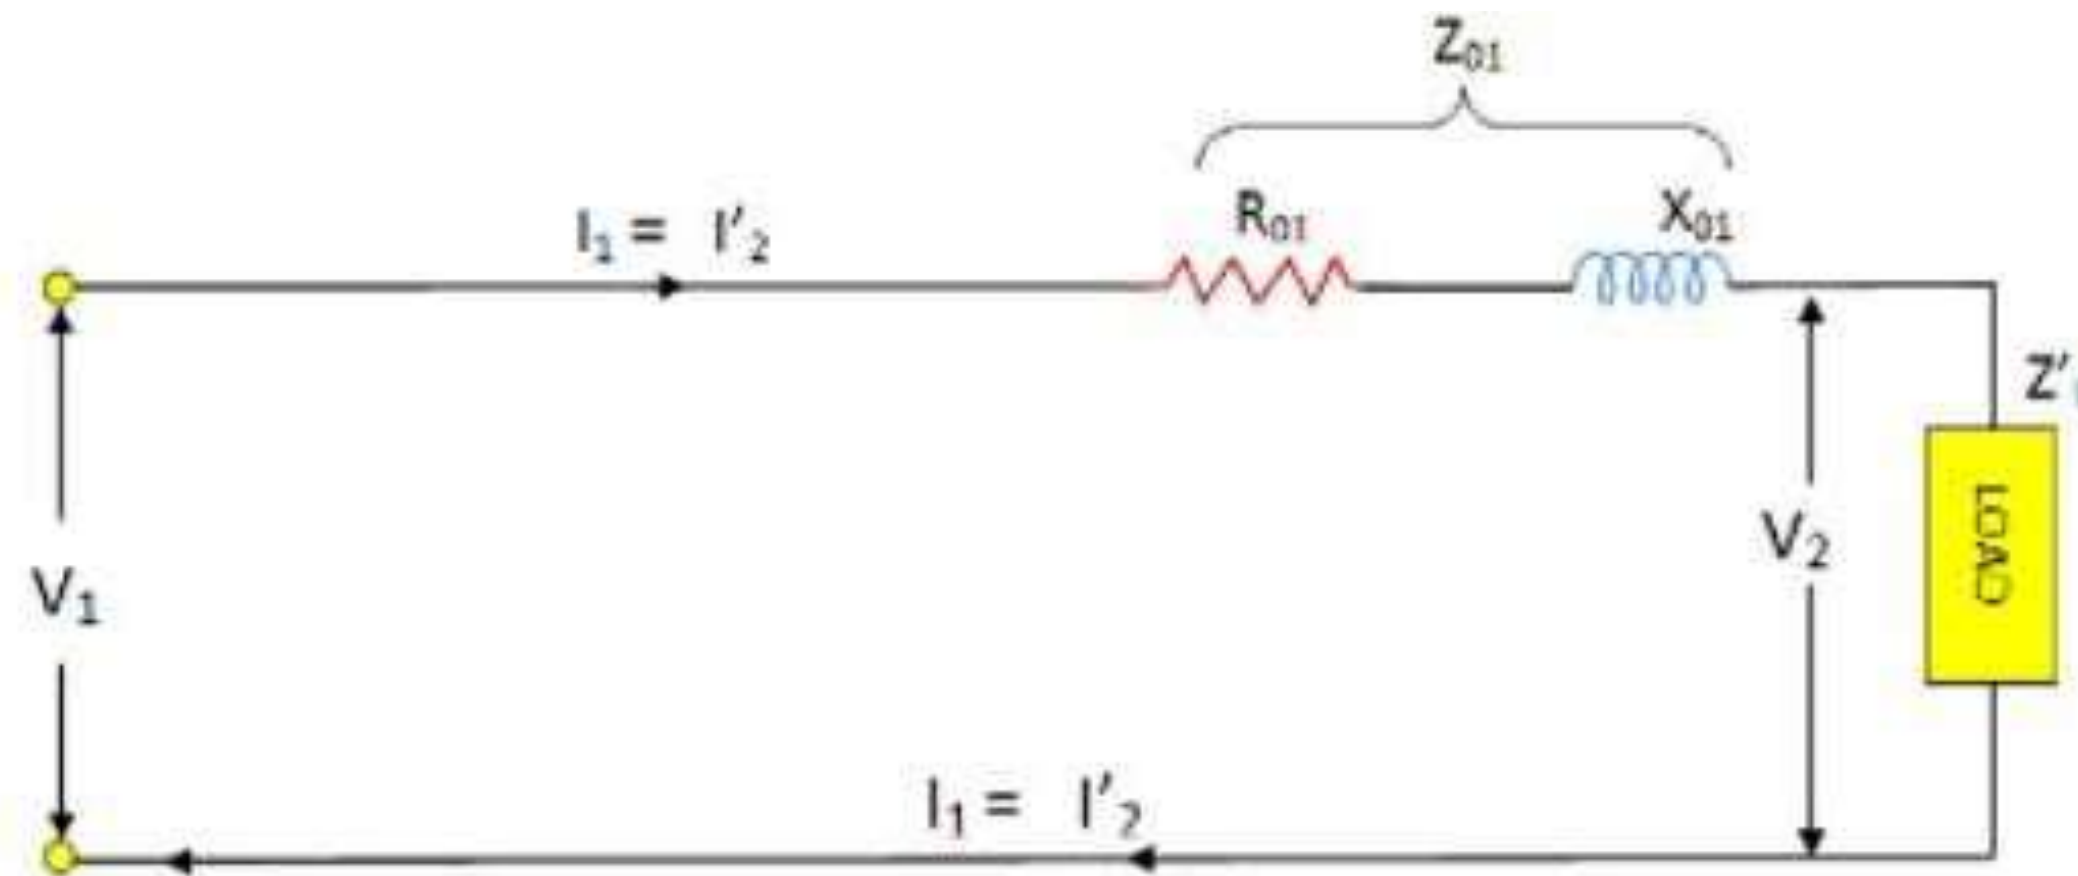 Z₀₁
R₀₁
X₀₁
I₁ = I′₂
Z′
V₁
V₂
LOAD
I₁ = I′₂